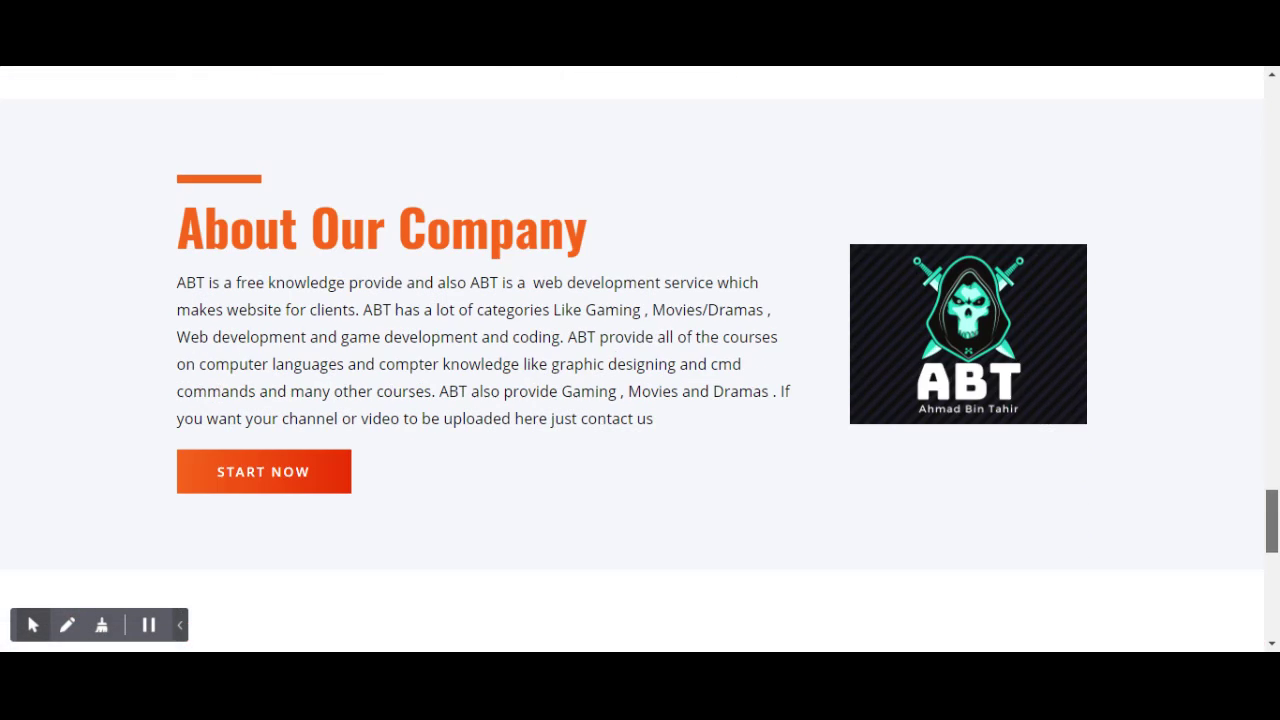 About Our Company
ABT is a free knowledge provide and also ABT is a  web development service which
makes website for clients. ABT has a lot of categories Like Gaming , Movies/Dramas ,
Web development and game development and coding. ABT provide all of the courses
on computer languages and compter knowledge like graphic designing and cmd
commands and many other courses. ABT also provide Gaming , Movies and Dramas . If
you want your channel or video to be uploaded here just contact us
START NOW
ABT
Ahmad Bin Tahir